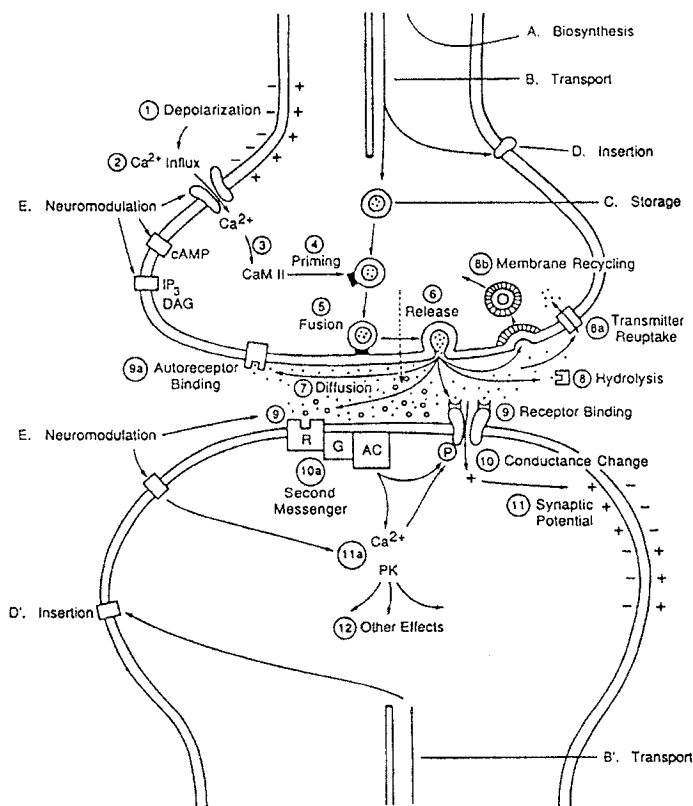 A. Biosynthesis
B. Transport
① Depolarization
D. Insertion
② Ca²⁺ Influx
E. Neuromodulation
Ca²⁺
C. Storage
③
④
Priming
cAMP
CaM II
8b Membrane Recycling
IP₃
DAG
⑤
Fusion
⑥
Release
8a Transmitter
Reuptake
9a Autoreceptor
Binding
⑦ Diffusion
⑧ Hydrolysis
⑨
⑨ Receptor Binding
E. Neuromodulation
R
G
AC
P
⑩ Conductance Change
10a
Second
Messenger
⑪ Synaptic
Potential
Ca²⁺
11a
PK
D'. Insertion
⑫ Other Effects
B'. Transport